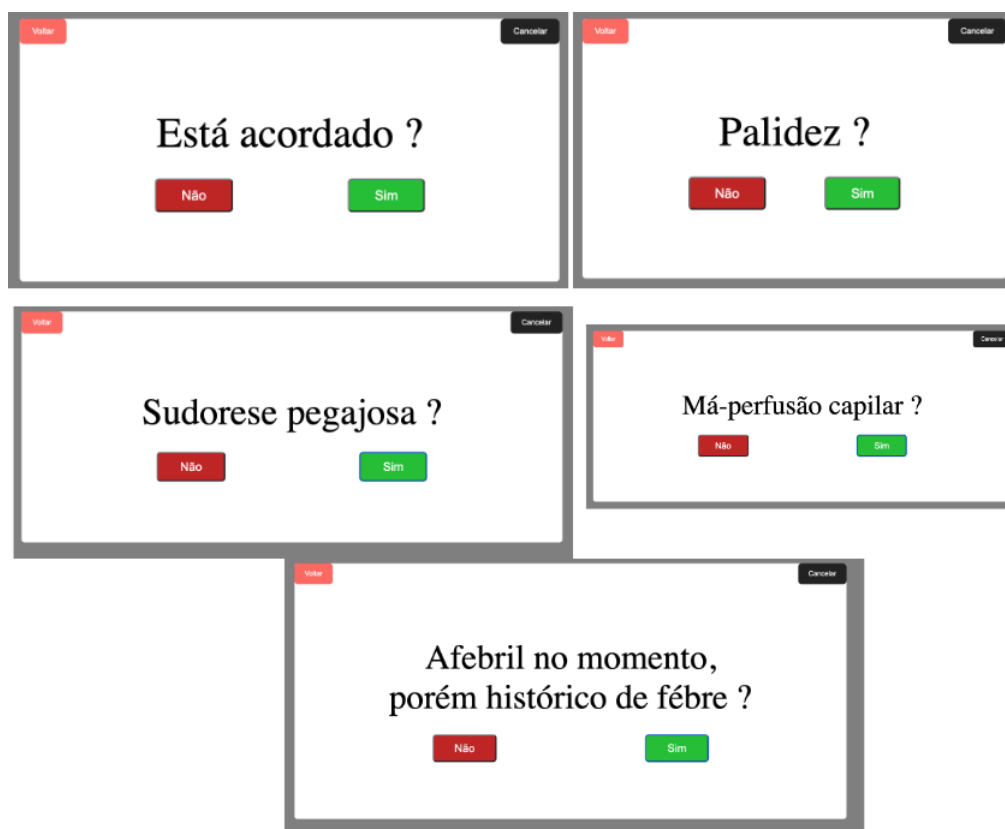 Voltar
Cancelar
Está acordado ?
Não
Sim
Voltar
Cancelar
Palidez ?
Não
Sim
Voltar
Cancelar
Sudorese pegajosa ?
Não
Sim
Voltar
Cancelar
Má-perfusão capilar ?
Não
Sim
Voltar
Cancelar
Afebril no momento,
porém histórico de fébre ?
Não
Sim